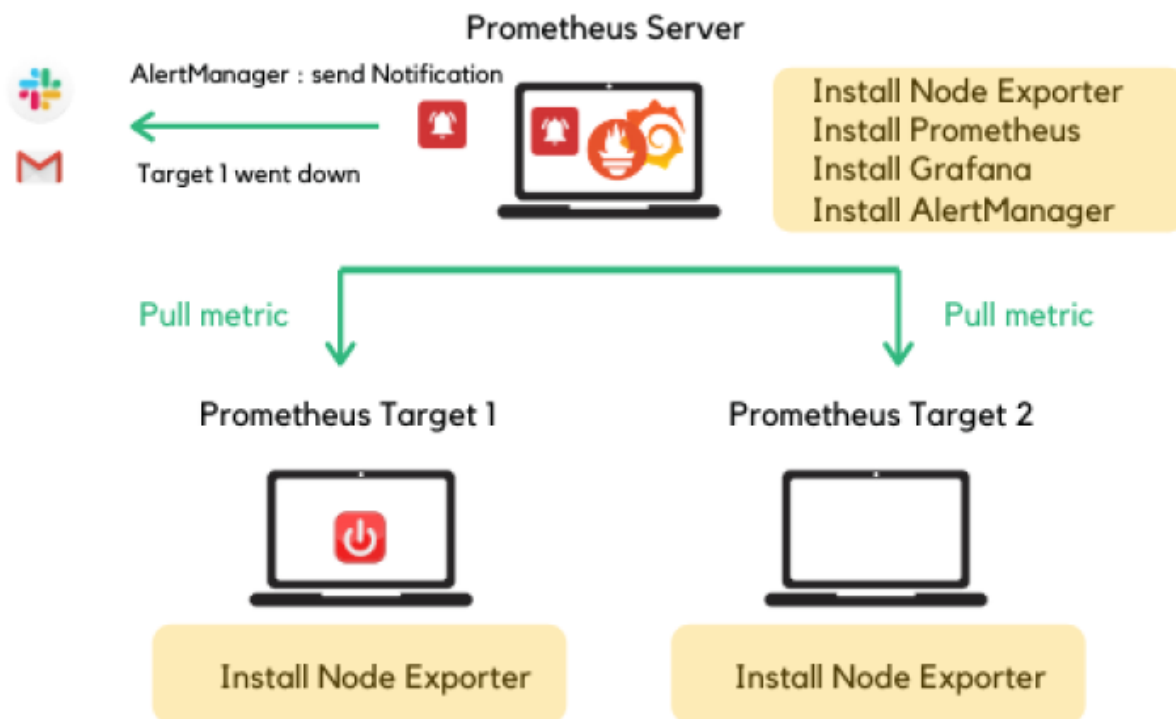 Prometheus Server
AlertManager : send Notification
Target 1 went down
Install Node Exporter
Install Prometheus
Install Grafana
Install AlertManager
Pull metric
Pull metric
Prometheus Target 1
Prometheus Target 2
Install Node Exporter
Install Node Exporter